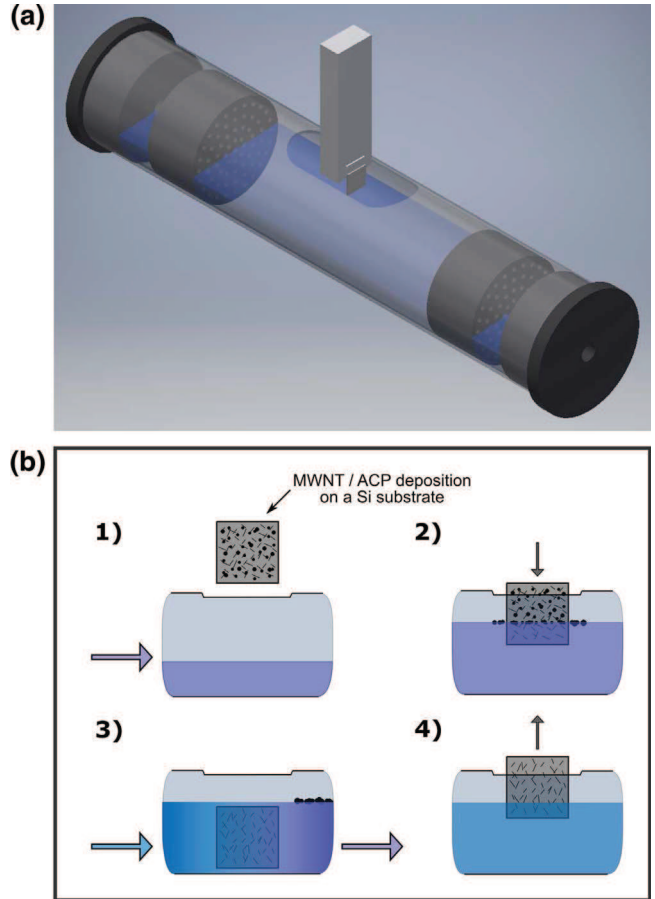 (a)
(b)
MWNT / ACP deposition
on a Si substrate
1)
2)
3)
4)